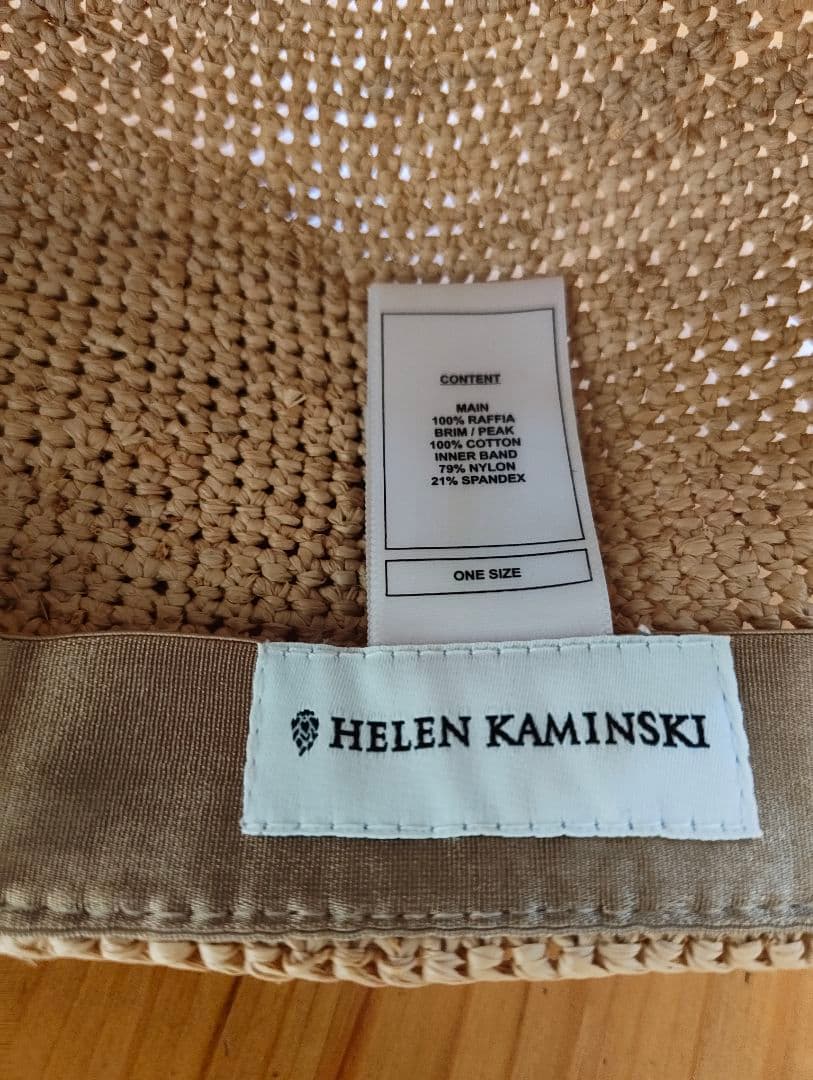 CONTENT
MAIN
100% RAFFIA
BRIM / PEAK
100% COTTON
INNER BAND
79% NYLON
21% SPANDEX
ONE SIZE
HELEN KAMINSKI